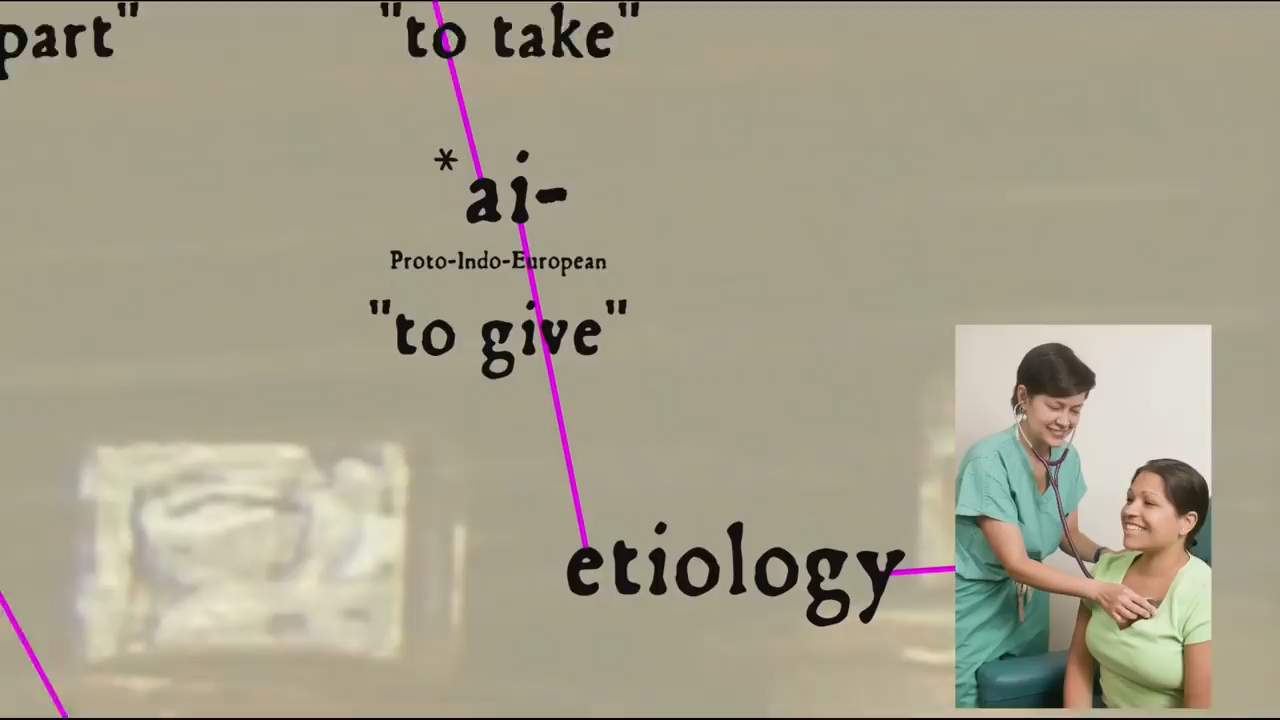 part"
"to take"
*ai-
Proto-Indo-European
"to give"
etiology